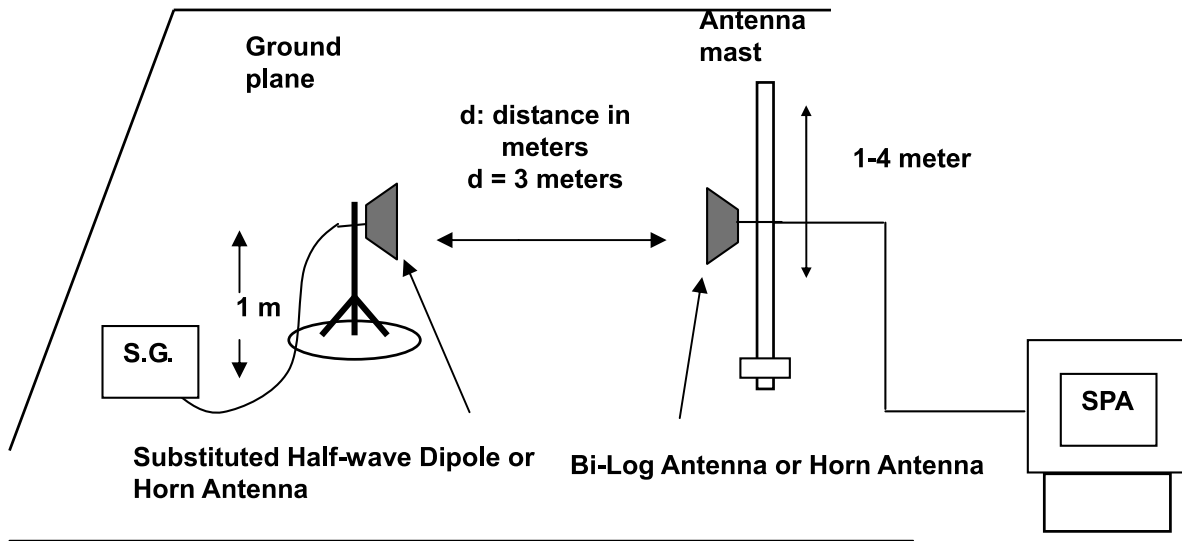 Ground
plane
Antenna
mast
d: distance in
meters
d = 3 meters
1-4 meter
1 m
S.G.
SPA
Substituted Half-wave Dipole or
Horn Antenna
Bi-Log Antenna or Horn Antenna